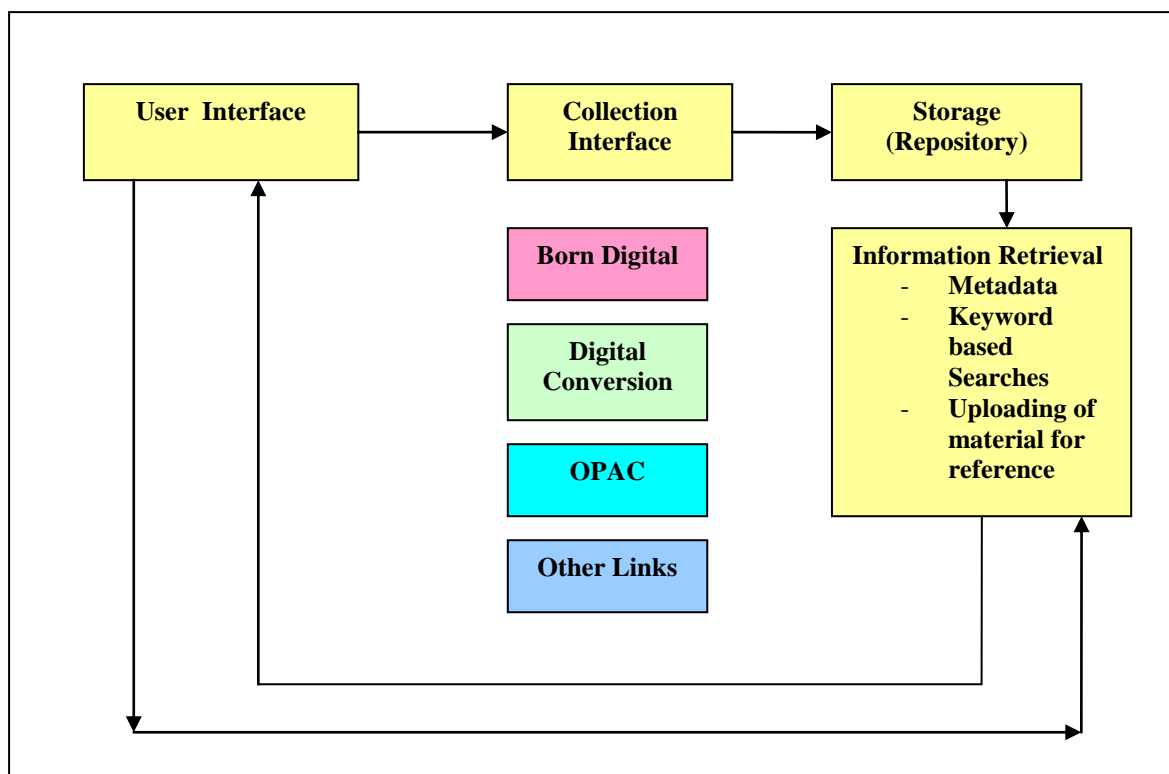 User Interface
Collection
Interface
Storage
(Repository)
Born Digital
Digital
Conversion
OPAC
Other Links
Information Retrieval
- Metadata
- Keyword
based
Searches
- Uploading of
material for
reference